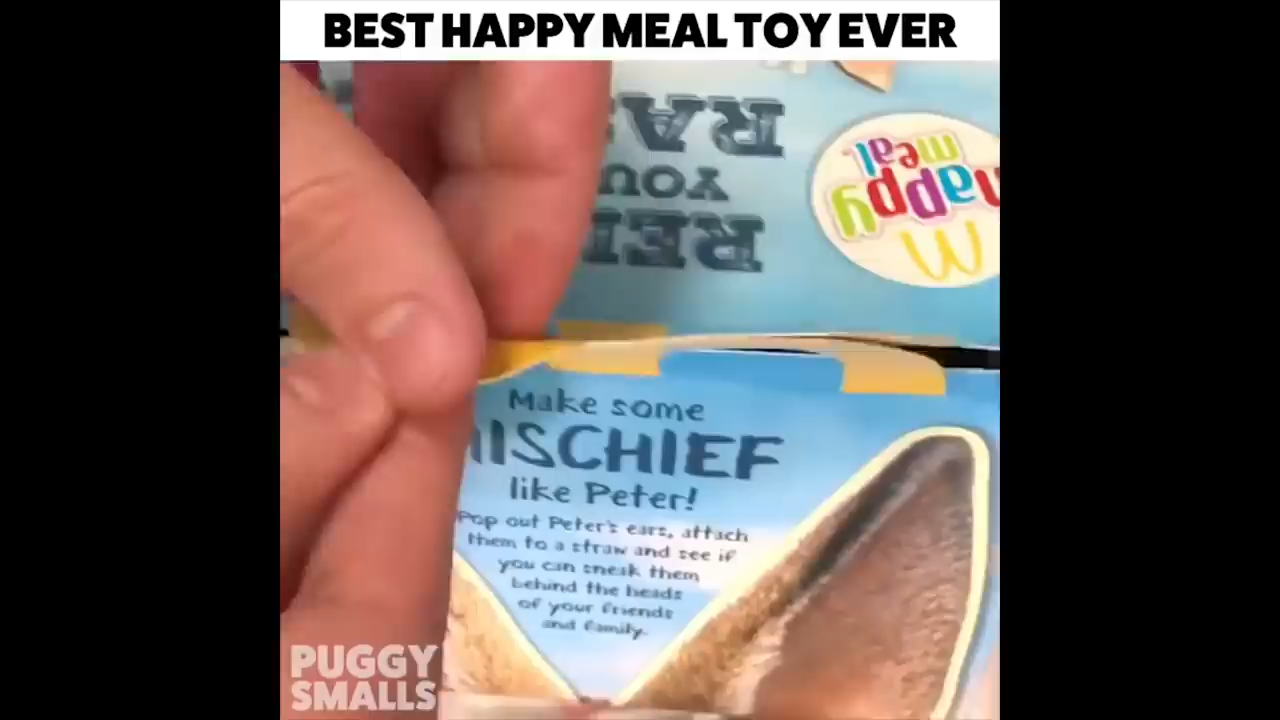 BEST HAPPY MEAL TOY EVER
YOU
happy
meal
Make some
MISCHIEF
like Peter!
Pop out Peter's ears, attach
them to a straw and see if
you can sneak them
behind the heads
of your friends
and family.
PUGGY
SMALLS